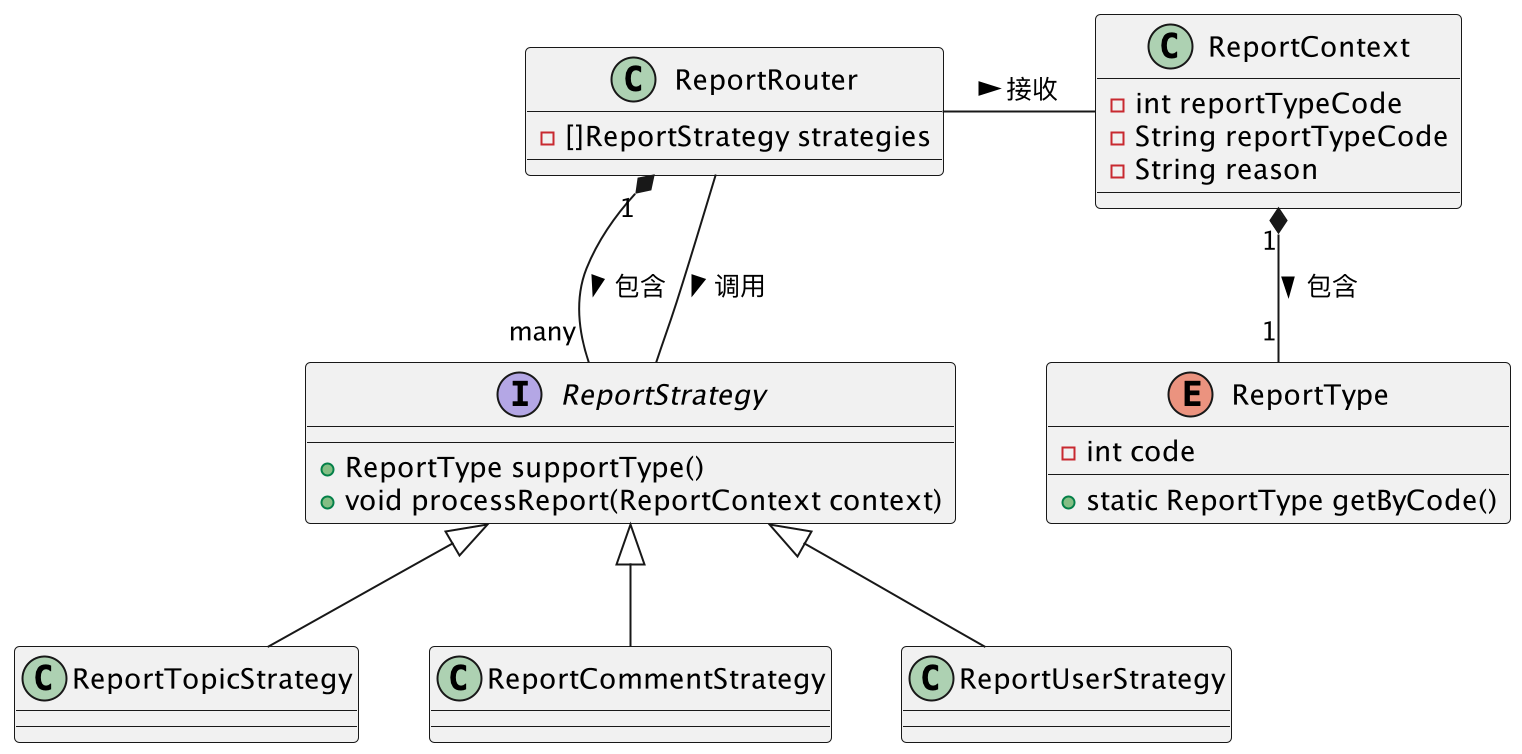 C ReportRouter
[]ReportStrategy strategies
接收
C ReportContext
int reportTypeCode
String reportTypeCode
String reason
1
包含
many
调用
1
包含
1
I ReportStrategy
ReportType supportType()
void processReport(ReportContext context)
E ReportType
int code
static ReportType getByCode()
C ReportTopicStrategy
C ReportCommentStrategy
C ReportUserStrategy